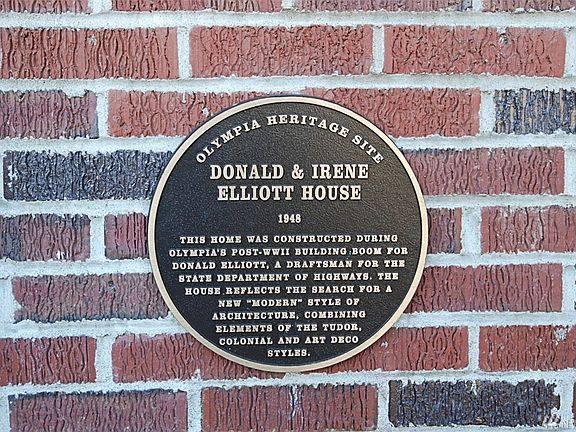 OLYMPIA HERITAGE SITE
DONALD & IRENE
ELLIOTT HOUSE
1948
THIS HOME WAS CONSTRUCTED DURING
OLYMPIA'S POST-WWII BUILDING BOOM FOR
DONALD ELLIOTT, A DRAFTSMAN FOR THE
STATE DEPARTMENT OF HIGHWAYS. THE
HOUSE REFLECTS THE SEARCH FOR A
NEW "MODERN" STYLE OF
ARCHITECTURE, COMBINING
ELEMENTS OF THE TUDOR,
COLONIAL AND ART DECO
STYLES.